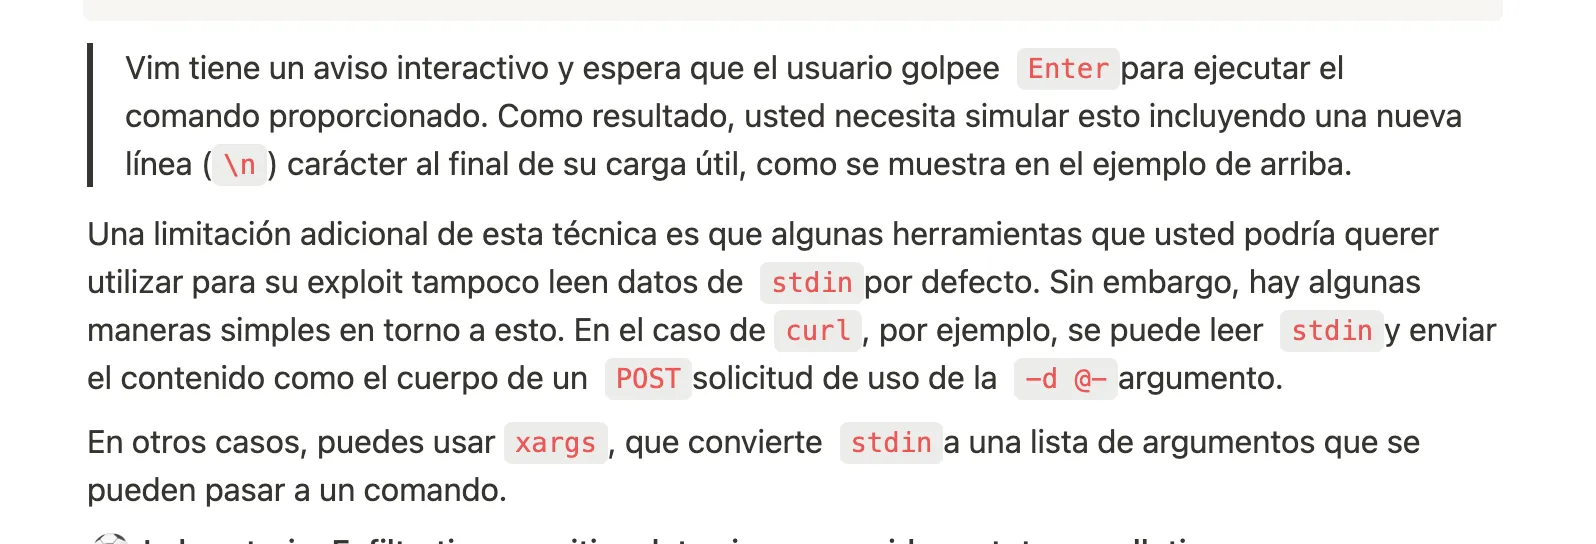 Vim tiene un aviso interactivo y espera que el usuario golpee Enter para ejecutar el
comando proporcionado. Como resultado, usted necesita simular esto incluyendo una nueva
línea (\n) carácter al final de su carga útil, como se muestra en el ejemplo de arriba.
Una limitación adicional de esta técnica es que algunas herramientas que usted podría querer
utilizar para su exploit tampoco leen datos de stdin por defecto. Sin embargo, hay algunas
maneras simples en torno a esto. En el caso de curl, por ejemplo, se puede leer stdin y enviar
el contenido como el cuerpo de un POST solicitud de uso de la -d @- argumento.
En otros casos, puedes usar xargs, que convierte stdin a una lista de argumentos que se
pueden pasar a un comando.